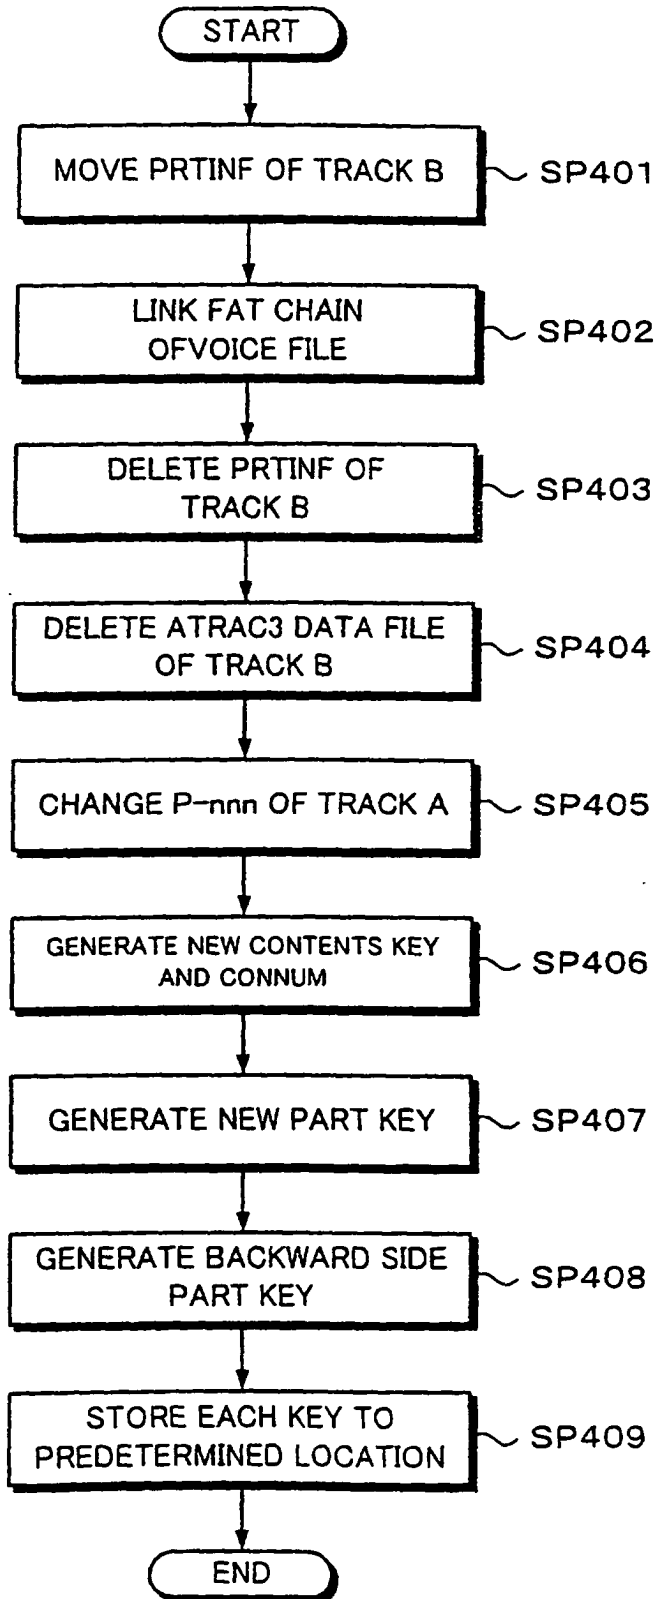 START
MOVE PRTINF OF TRACK B
SP401
LINK FAT CHAIN
OFVOICE FILE
SP402
DELETE PRTINF OF
TRACK B
SP403
DELETE ATRAC3 DATA FILE
OF TRACK B
SP404
CHANGE P-nnn OF TRACK A
SP405
GENERATE NEW CONTENTS KEY
AND CONNUM
SP406
GENERATE NEW PART KEY
SP407
GENERATE BACKWARD SIDE
PART KEY
SP408
STORE EACH KEY TO
PREDETERMINED LOCATION
SP409
END